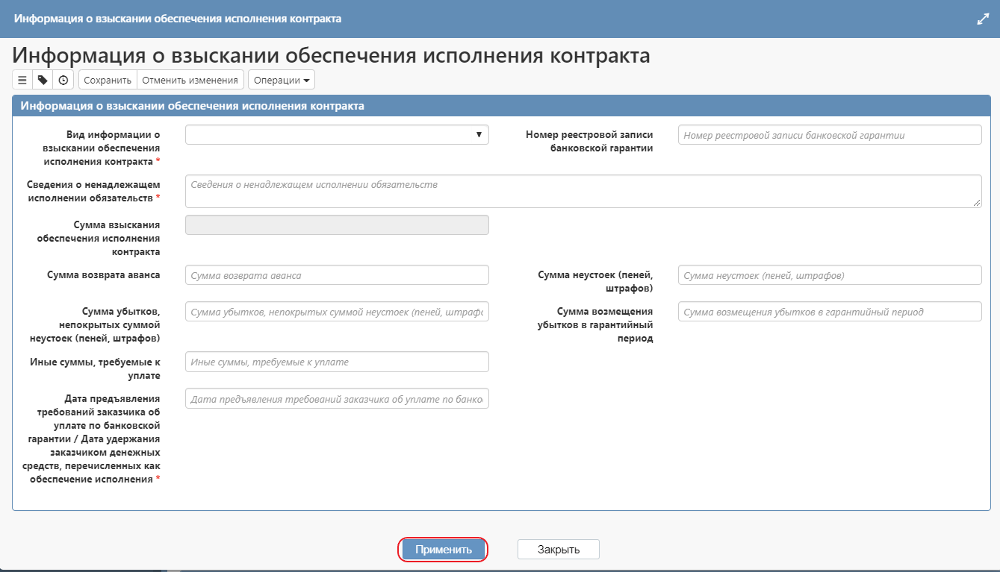 Информация о взыскании обеспечения исполнения контракта
Информация о взыскании обеспечения исполнения контракта
Сохранить Отменить изменения Операции
Информация о взыскании обеспечения исполнения контракта
Вид информации о
взыскании обеспечения
исполнения контракта *
Номер реестровой записи
банковской гарантии
Номер реестровой записи банковской гарантии
Сведения о ненадлежащем
исполнении обязательств *
Сведения о ненадлежащем исполнении обязательств
Сумма взыскания
обеспечения исполнения
контракта
Сумма возврата аванса
Сумма возврата аванса
Сумма неустоек (пеней,
штрафов)
Сумма неустоек (пеней, штрафов)
Сумма убытков,
непокрытых суммой
неустоек (пеней, штрафов)
Сумма убытков, непокрытых суммой неустоек (пеней, штрафо
Сумма возмещения
убытков в гарантийный
период
Сумма возмещения убытков в гарантийный период
Иные суммы, требуемые к
уплате
Иные суммы, требуемые к уплате
Дата предъявления
требований заказчика об
уплате по банковской
гарантии / Дата удержания
заказчиком денежных
средств, перечисленных как
обеспечение исполнения *
Дата предъявления требований заказчика об уплате по банко
Применить Закрыть